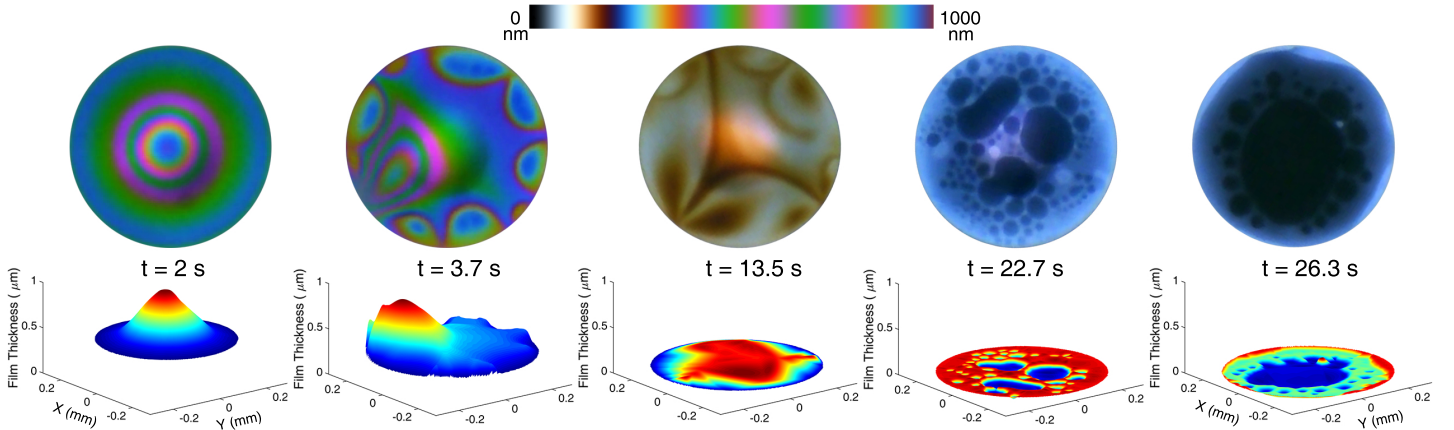 0 nm
1000 nm
t = 2 s
t = 3.7 s
t = 13.5 s
t = 22.7 s
t = 26.3 s
Film Thickness ( μm)
1
0.5
0
0.2
0
-0.2
X (mm)
-0.2
0
0.2
Y (mm)
Film Thickness ( μm)
1
0.5
0
0.2
0
-0.2
-0.2
0
0.2
Film Thickness ( μm)
1
0.5
0
0.2
0
-0.2
-0.2
0
0.2
Film Thickness ( μm)
1
0.5
0
0.2
0
-0.2
-0.2
0
0.2
Film Thickness ( μm)
1
0.5
0
0.2
0
-0.2
X (mm)
-0.2
0
0.2
Y (mm)